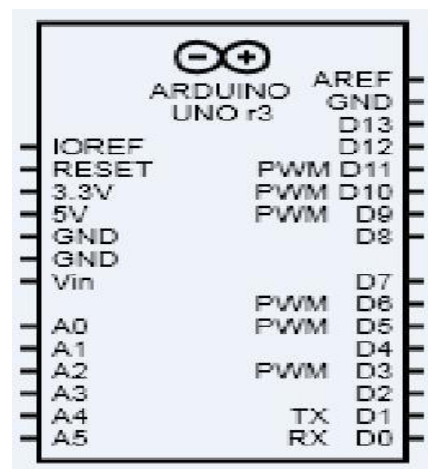 ARDUINO
UNO r3
AREF
GND
D13
IOREF D12
RESET PWM D11
3.3V PWM D10
5V PWM D9
GND D8
GND
Vin D7
PWM D6
A0 PWM D5
A1 D4
A2 PWM D3
A3 D2
A4 TX D1
A5 RX D0